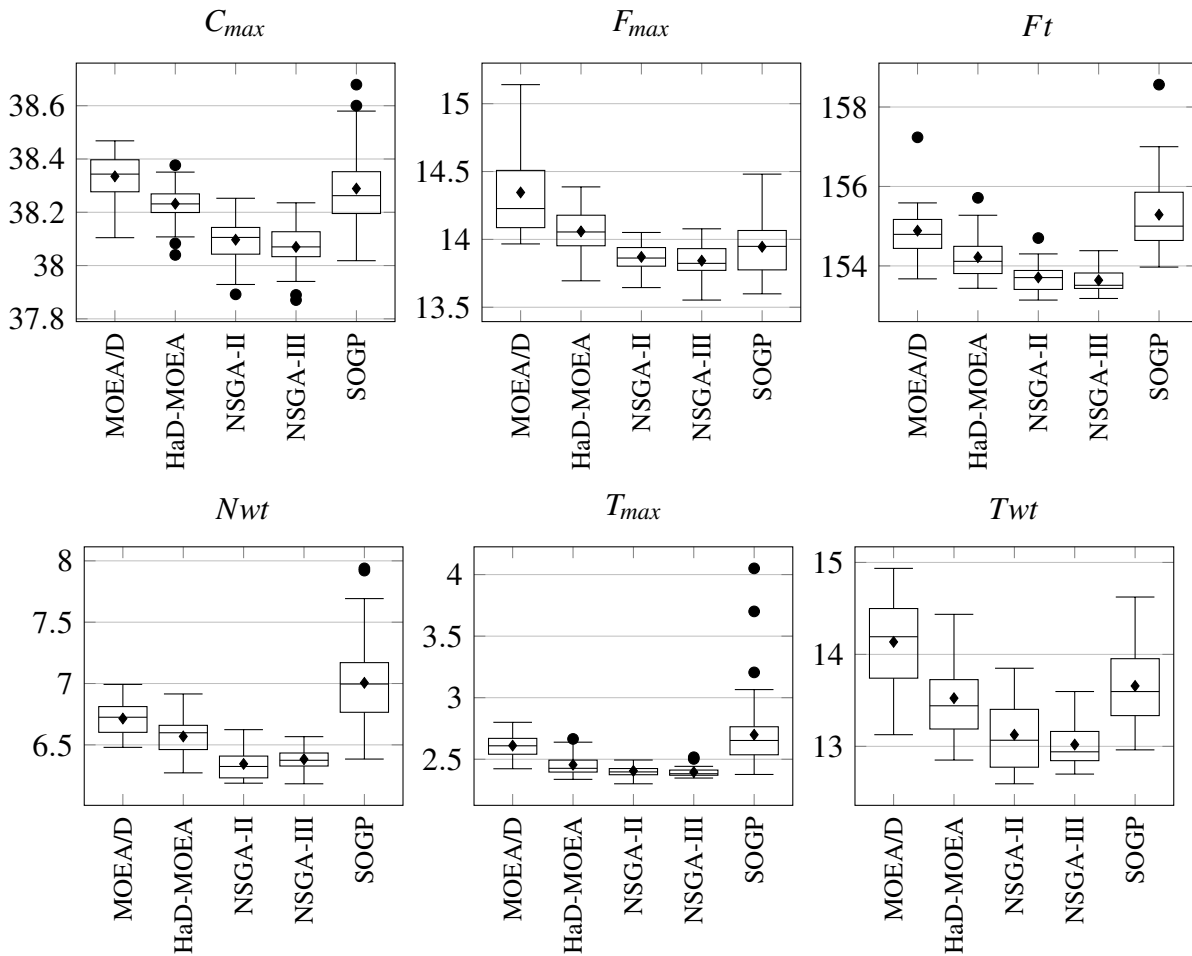 C_max
38.6
38.4
38.2
38
37.8
MOEA/D
HaD-MOEA
NSGA-II
NSGA-III
SOGP
F_max
15
14.5
14
13.5
MOEA/D
HaD-MOEA
NSGA-II
NSGA-III
SOGP
Ft
158
156
154
MOEA/D
HaD-MOEA
NSGA-II
NSGA-III
SOGP
Nwt
8
7.5
7
6.5
MOEA/D
HaD-MOEA
NSGA-II
NSGA-III
SOGP
T_max
4
3.5
3
2.5
MOEA/D
HaD-MOEA
NSGA-II
NSGA-III
SOGP
Twt
15
14
13
MOEA/D
HaD-MOEA
NSGA-II
NSGA-III
SOGP